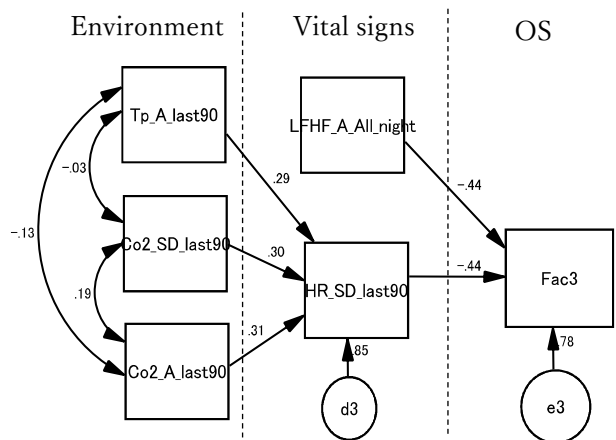 Environment
Vital signs
OS
Tp_A_last90
LFHF_A_All_night
-.03
.29
-.44
-.13
Co2_SD_last90
.30
HR_SD_last90
-.44
Fac3
.19
.31
Co2_A_last90
.85
.78
d3
e3